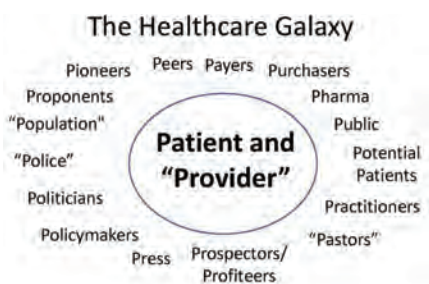 The Healthcare Galaxy
Pioneers Peers Payers Purchasers
Proponents Pharma
"Population" Public
"Police" Potential
Patients
Patient and
“Provider”
Politicians Practitioners
Policymakers “Pastors”
Press Prospectors/
Profiteers